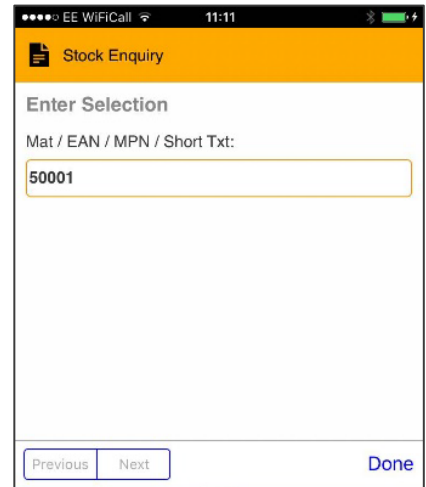 EE WiFiCall 11:11
Stock Enquiry
Enter Selection
Mat / EAN / MPN / Short Txt:
50001
Previous Next Done